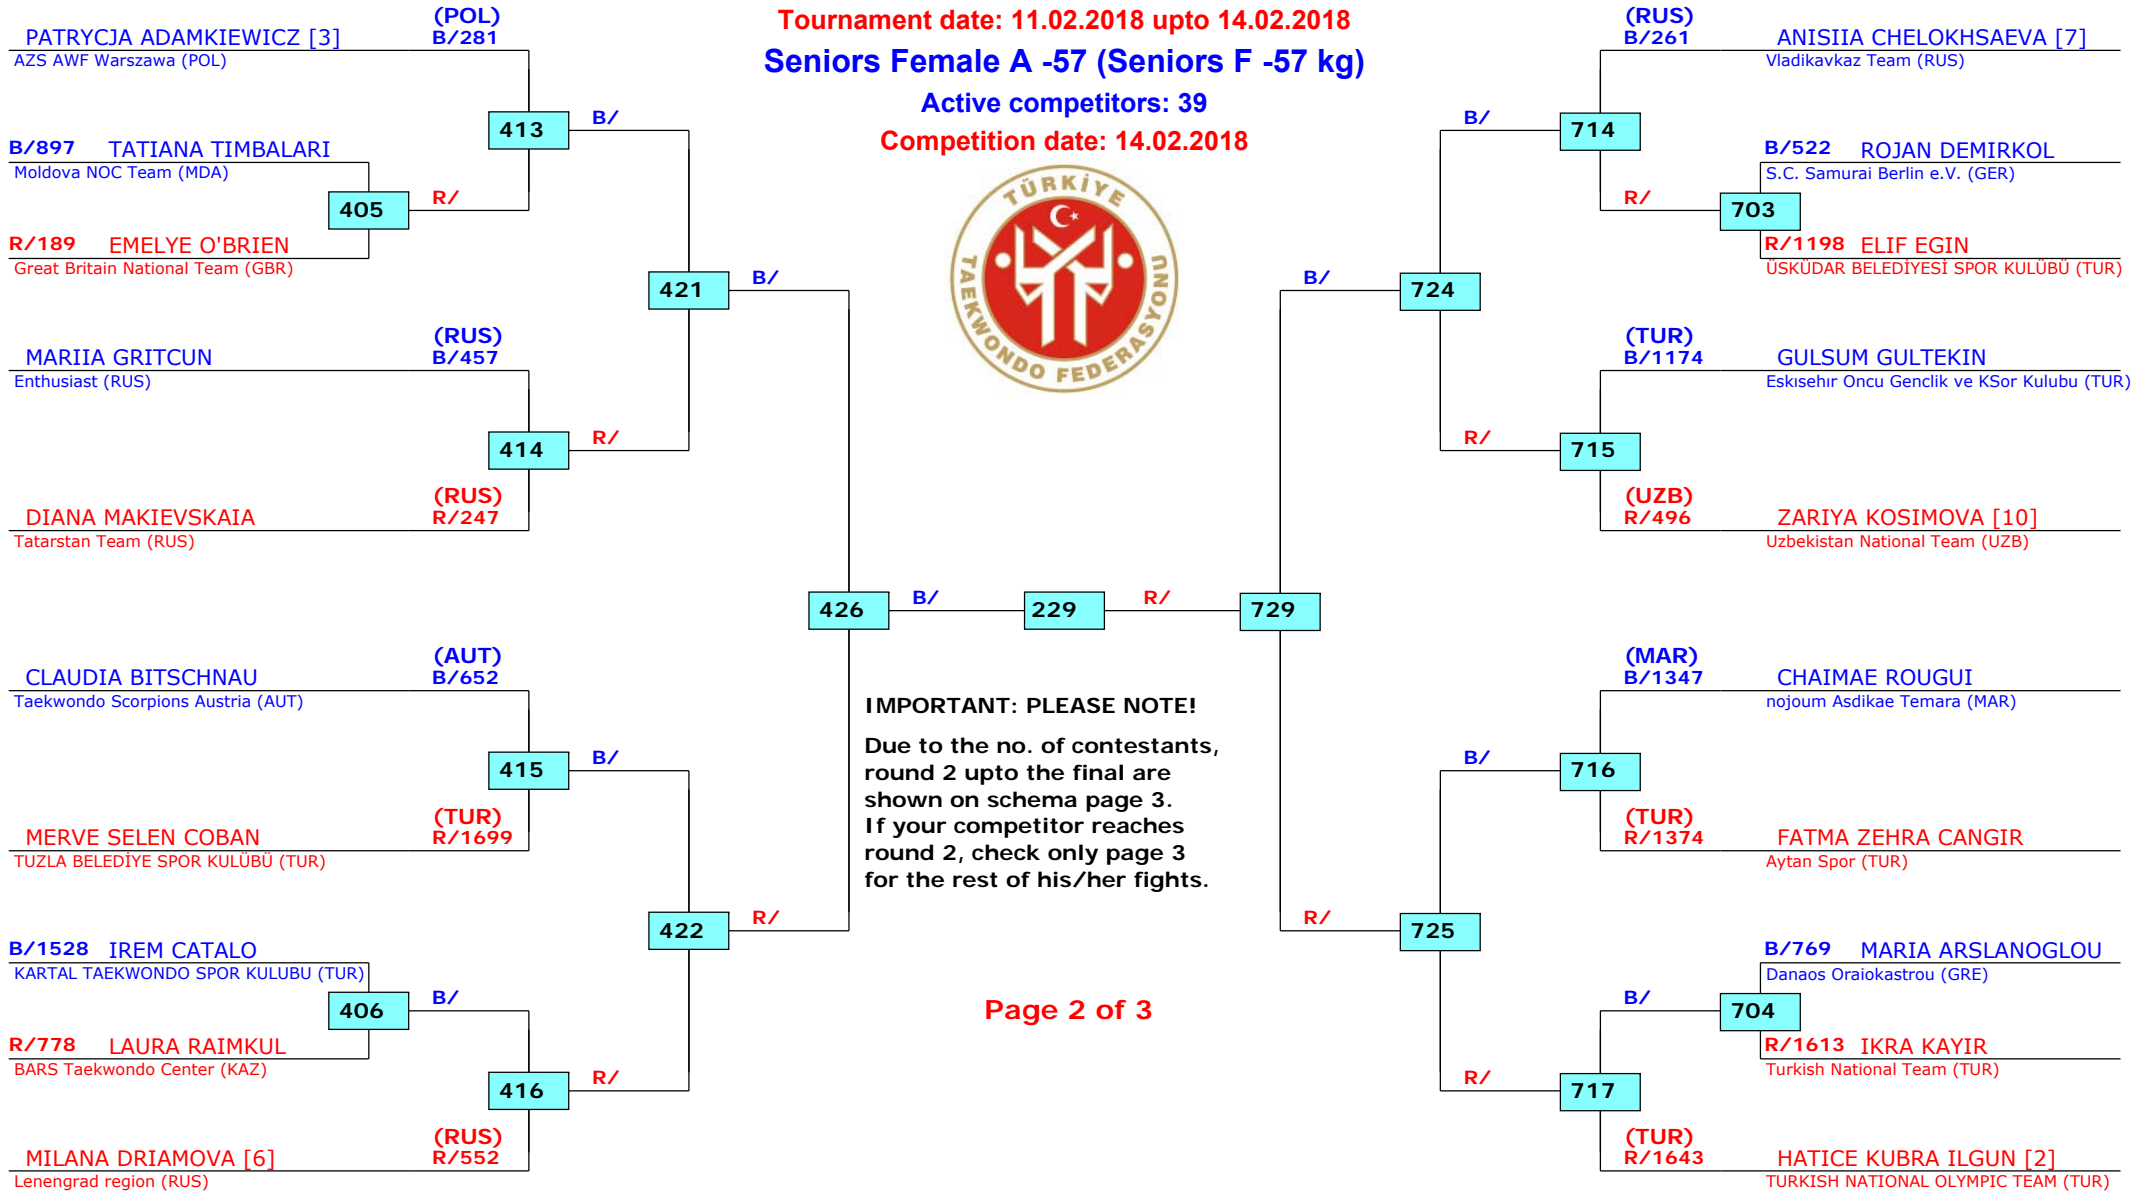 Tournament date: 11.02.2018 upto 14.02.2018
Seniors Female A -57 (Seniors F -57 kg)
Active competitors: 39
Competition date: 14.02.2018
TÜRKİYE
TAEKWONDO FEDERASYONU
PATRYCJA ADAMKIEWICZ [3]
(POL)
B/281
AZS AWF Warszawa (POL)
413
B/
B/897 TATIANA TIMBALARI
Moldova NOC Team (MDA)
405
R/
R/189 EMELYE O'BRIEN
Great Britain National Team (GBR)
421
B/
MARIIA GRITCUN
(RUS)
B/457
Enthusiast (RUS)
414
R/
DIANA MAKIEVSKAIA
(RUS)
R/247
Tatarstan Team (RUS)
426
B/
229
R/
729
CLAUDIA BITSCHNAU
(AUT)
B/652
Taekwondo Scorpions Austria (AUT)
415
B/
MERVE SELEN COBAN
(TUR)
R/1699
TUZLA BELEDİYE SPOR KULÜBÜ (TUR)
422
R/
B/1528 IREM CATALO
KARTAL TAEKWONDO SPOR KULUBU (TUR)
406
B/
R/778 LAURA RAIMKUL
BARS Taekwondo Center (KAZ)
416
R/
MILANA DRIAMOVA [6]
(RUS)
R/552
Lenengrad region (RUS)
IMPORTANT: PLEASE NOTE!
Due to the no. of contestants,
round 2 upto the final are
shown on schema page 3.
If your competitor reaches
round 2, check only page 3
for the rest of his/her fights.
Page 2 of 3
(RUS)
B/261
ANISIIA CHELOKHSAEVA [7]
Vladikavkaz Team (RUS)
B/
714
B/522 ROJAN DEMIRKOL
S.C. Samurai Berlin e.V. (GER)
R/
703
R/1198 ELIF EGIN
ÜSKÜDAR BELEDİYESİ SPOR KULÜBÜ (TUR)
B/
724
(TUR)
B/1174
GULSUM GULTEKIN
Eskısehır Oncu Genclik ve KSor Kulubu (TUR)
R/
715
(UZB)
R/496
ZARIYA KOSIMOVA [10]
Uzbekistan National Team (UZB)
(MAR)
B/1347
CHAIMAE ROUGUI
nojoum Asdikae Temara (MAR)
B/
716
(TUR)
R/1374
FATMA ZEHRA CANGIR
Aytan Spor (TUR)
R/
725
B/769 MARIA ARSLANOGLOU
Danaos Oraiokastrou (GRE)
B/
704
R/1613 IKRA KAYIR
Turkish National Team (TUR)
R/
717
(TUR)
R/1643
HATICE KUBRA ILGUN [2]
TURKISH NATIONAL OLYMPIC TEAM (TUR)